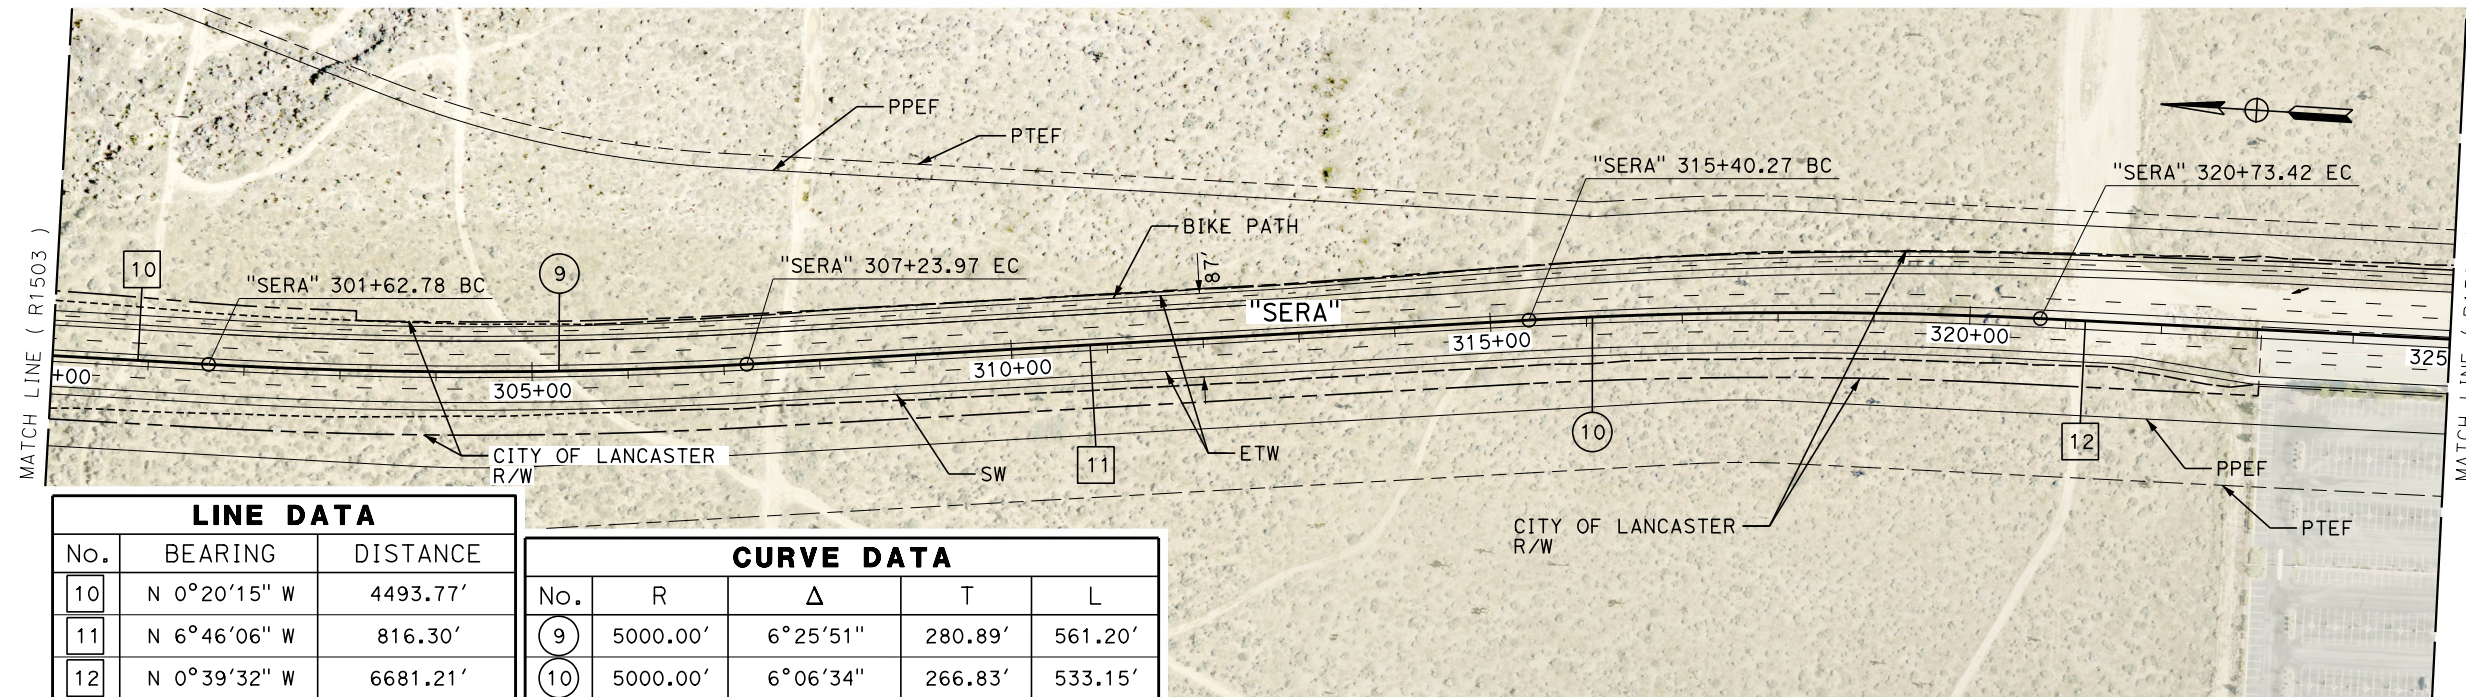 PPEF
PTEF
"SERA" 315+40.27 BC
"SERA" 320+73.42 EC
BIKE PATH
87'
MATCH LINE ( R1503 )
10
"SERA" 301+62.78 BC
9
"SERA" 307+23.97 EC
"SERA"
+00
305+00
310+00
315+00
320+00
325
CITY OF LANCASTER
R/W
SW
11
ETW
10
12
PPEF
CITY OF LANCASTER
R/W
PTEF
MATCH LINE (
LINE DATA
No. BEARING DISTANCE
10 N 0°20'15" W 4493.77'
11 N 6°46'06" W 816.30'
12 N 0°39'32" W 6681.21'
CURVE DATA
No. R Δ T L
9 5000.00' 6°25'51" 280.89' 561.20'
10 5000.00' 6°06'34" 266.83' 533.15'